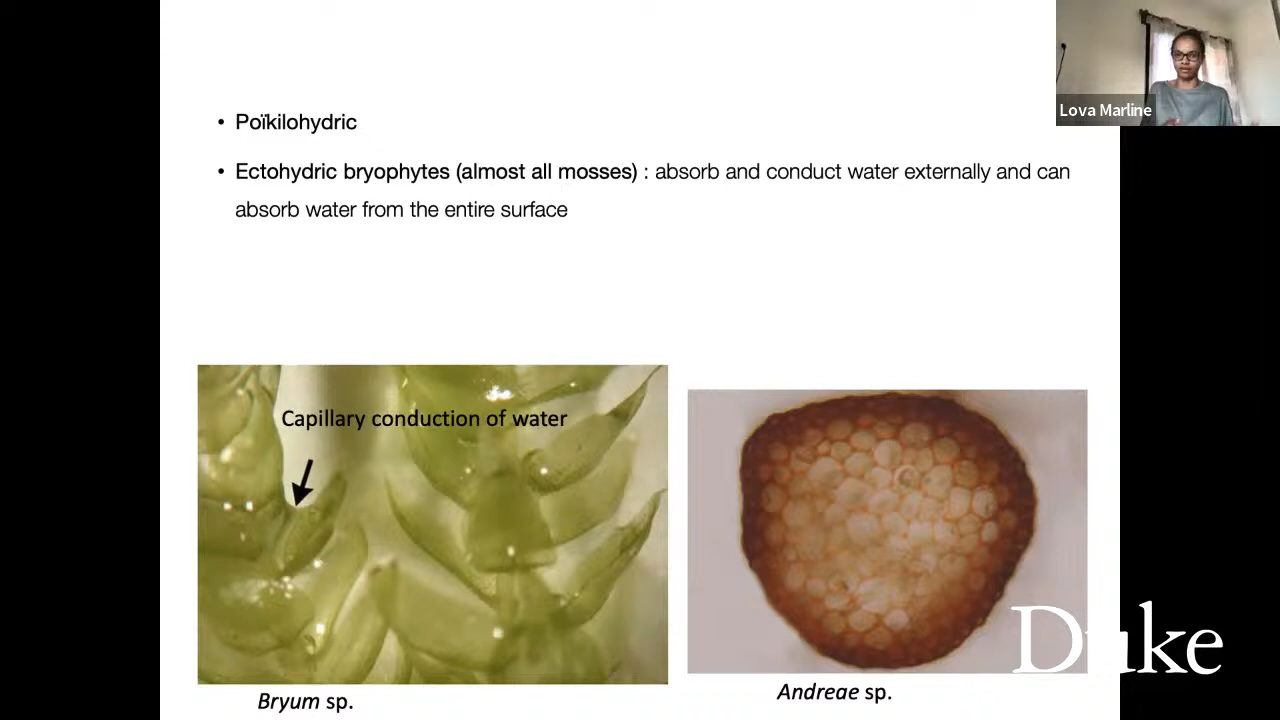 Lova Marline
• Poïkilohydric
• Ectohydric bryophytes (almost all mosses) : absorb and conduct water externally and can
absorb water from the entire surface
Capillary conduction of water
Bryum sp.
Andreae sp.
Duke